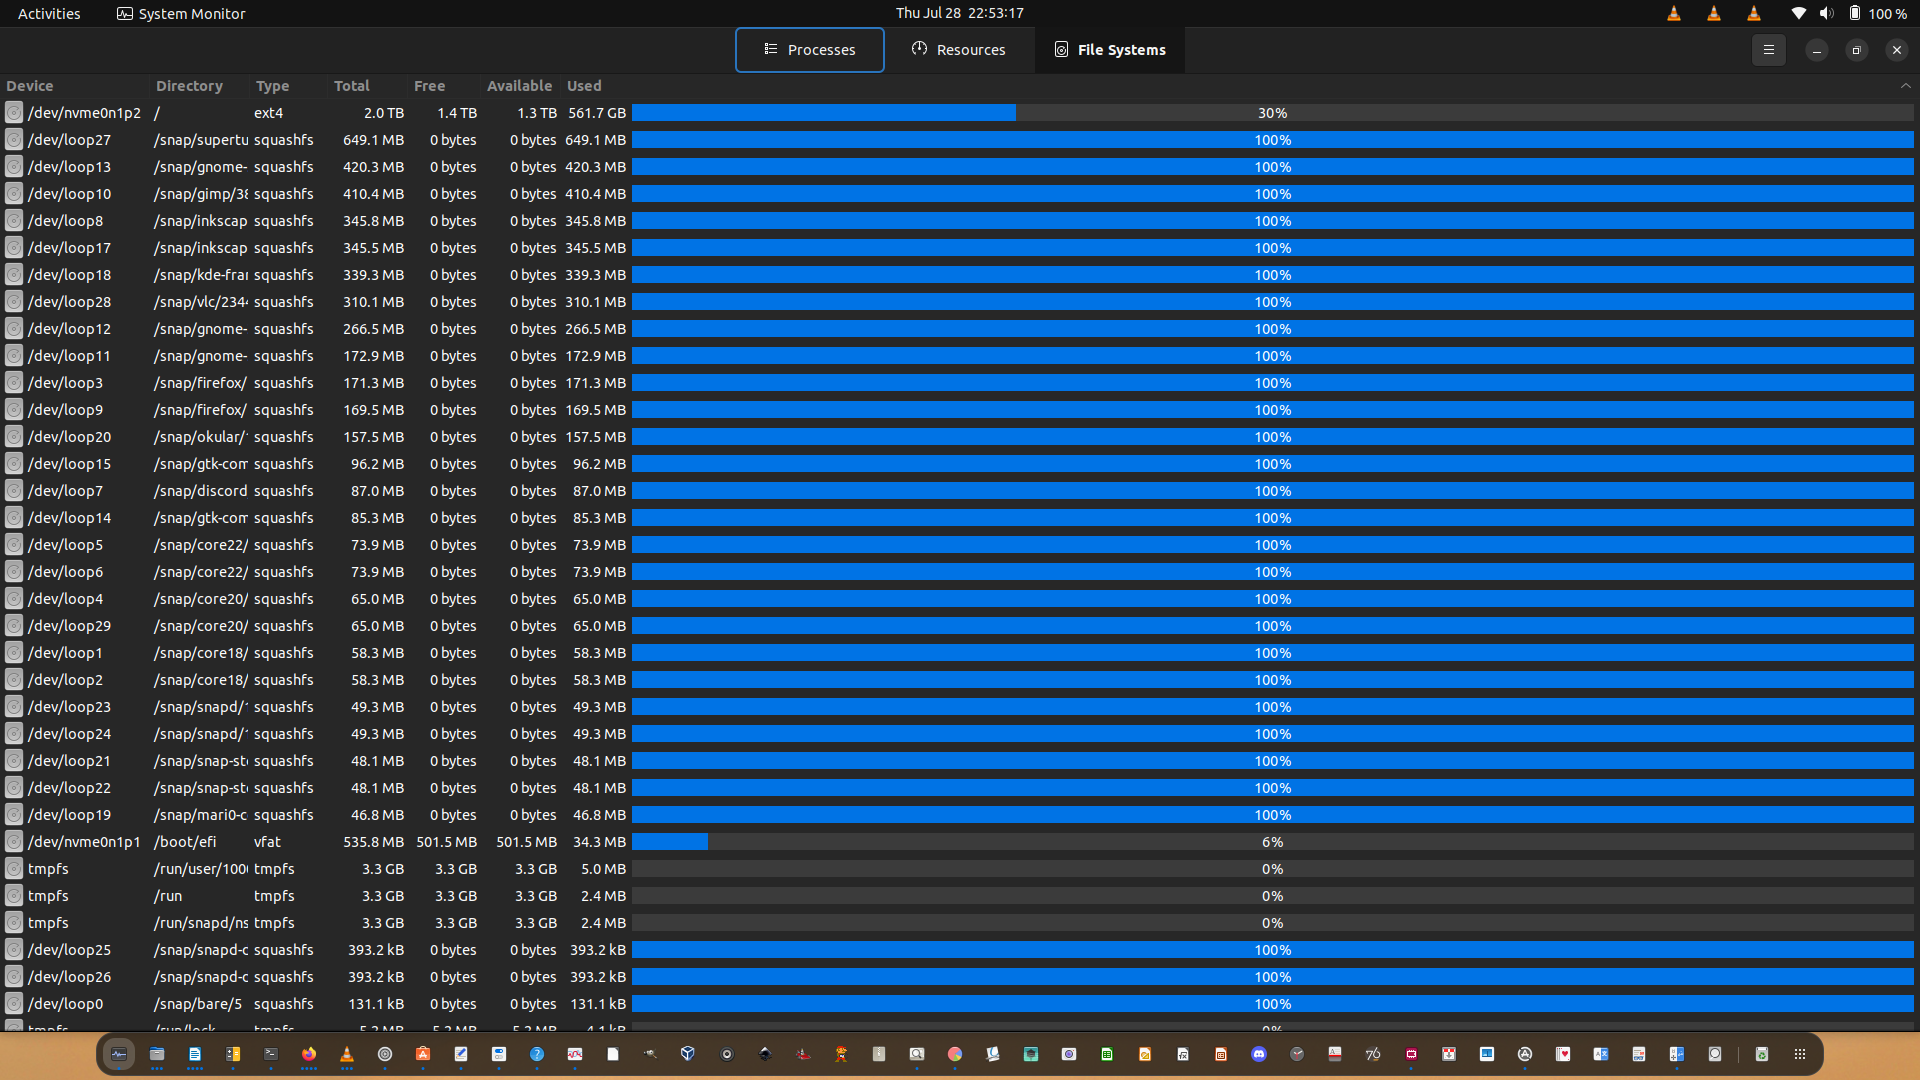 Activities System Monitor Thu Jul 28 22:53:17 100 %
Processes Resources File Systems
Device Directory Type Total Free Available Used
/dev/nvme0n1p2 / ext4 2.0 TB 1.4 TB 1.3 TB 561.7 GB 30%
/dev/loop27 /snap/supertu squashfs 649.1 MB 0 bytes 0 bytes 649.1 MB 100%
/dev/loop13 /snap/gnome- squashfs 420.3 MB 0 bytes 0 bytes 420.3 MB 100%
/dev/loop10 /snap/gimp/38 squashfs 410.4 MB 0 bytes 0 bytes 410.4 MB 100%
/dev/loop8 /snap/inkscap squashfs 345.8 MB 0 bytes 0 bytes 345.8 MB 100%
/dev/loop17 /snap/inkscap squashfs 345.5 MB 0 bytes 0 bytes 345.5 MB 100%
/dev/loop18 /snap/kde-frai squashfs 339.3 MB 0 bytes 0 bytes 339.3 MB 100%
/dev/loop28 /snap/vlc/2344 squashfs 310.1 MB 0 bytes 0 bytes 310.1 MB 100%
/dev/loop12 /snap/gnome- squashfs 266.5 MB 0 bytes 0 bytes 266.5 MB 100%
/dev/loop11 /snap/gnome- squashfs 172.9 MB 0 bytes 0 bytes 172.9 MB 100%
/dev/loop3 /snap/firefox/ squashfs 171.3 MB 0 bytes 0 bytes 171.3 MB 100%
/dev/loop9 /snap/firefox/ squashfs 169.5 MB 0 bytes 0 bytes 169.5 MB 100%
/dev/loop20 /snap/okular/ squashfs 157.5 MB 0 bytes 0 bytes 157.5 MB 100%
/dev/loop15 /snap/gtk-com squashfs 96.2 MB 0 bytes 0 bytes 96.2 MB 100%
/dev/loop7 /snap/discord squashfs 87.0 MB 0 bytes 0 bytes 87.0 MB 100%
/dev/loop14 /snap/gtk-com squashfs 85.3 MB 0 bytes 0 bytes 85.3 MB 100%
/dev/loop5 /snap/core22/ squashfs 73.9 MB 0 bytes 0 bytes 73.9 MB 100%
/dev/loop6 /snap/core22/ squashfs 73.9 MB 0 bytes 0 bytes 73.9 MB 100%
/dev/loop4 /snap/core20/ squashfs 65.0 MB 0 bytes 0 bytes 65.0 MB 100%
/dev/loop29 /snap/core20/ squashfs 65.0 MB 0 bytes 0 bytes 65.0 MB 100%
/dev/loop1 /snap/core18/ squashfs 58.3 MB 0 bytes 0 bytes 58.3 MB 100%
/dev/loop2 /snap/core18/ squashfs 58.3 MB 0 bytes 0 bytes 58.3 MB 100%
/dev/loop23 /snap/snapd/ squashfs 49.3 MB 0 bytes 0 bytes 49.3 MB 100%
/dev/loop24 /snap/snapd/ squashfs 49.3 MB 0 bytes 0 bytes 49.3 MB 100%
/dev/loop21 /snap/snap-st squashfs 48.1 MB 0 bytes 0 bytes 48.1 MB 100%
/dev/loop22 /snap/snap-st squashfs 48.1 MB 0 bytes 0 bytes 48.1 MB 100%
/dev/loop19 /snap/mari0-c squashfs 46.8 MB 0 bytes 0 bytes 46.8 MB 100%
/dev/nvme0n1p1 /boot/efi vfat 535.8 MB 501.5 MB 501.5 MB 34.3 MB 6%
tmpfs /run/user/100 tmpfs 3.3 GB 3.3 GB 3.3 GB 5.0 MB 0%
tmpfs /run tmpfs 3.3 GB 3.3 GB 3.3 GB 2.4 MB 0%
tmpfs /run/snapd/ns tmpfs 3.3 GB 3.3 GB 3.3 GB 2.4 MB 0%
/dev/loop25 /snap/snapd-c squashfs 393.2 kB 0 bytes 0 bytes 393.2 kB 100%
/dev/loop26 /snap/snapd-c squashfs 393.2 kB 0 bytes 0 bytes 393.2 kB 100%
/dev/loop0 /snap/bare/5 squashfs 131.1 kB 0 bytes 0 bytes 131.1 kB 100%
tmpfs /run/lock tmpfs 5.2 MB 5.2 MB 5.2 MB 4.1 kB 0%